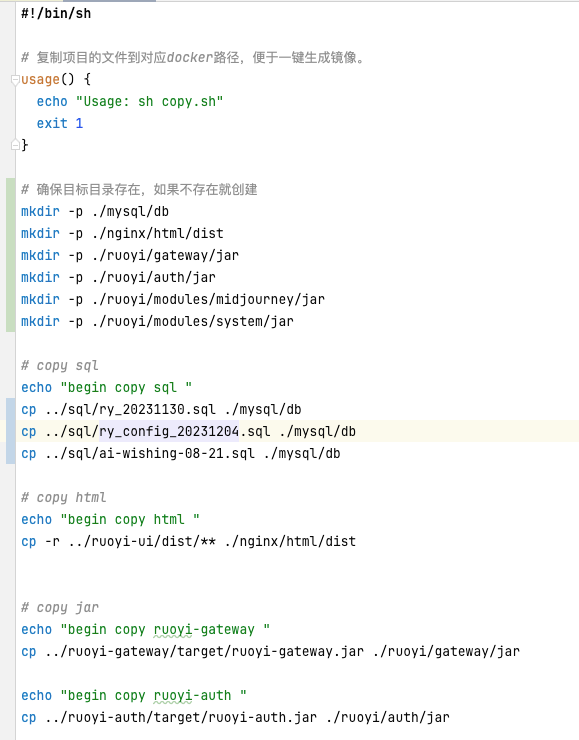 #!/bin/sh
# 复制项目的文件到对应docker路径，便于一键生成镜像。
usage() {
  echo "Usage: sh copy.sh"
  exit 1
}
# 确保目标目录存在，如果不存在就创建
mkdir -p ./mysql/db
mkdir -p ./nginx/html/dist
mkdir -p ./ruoyi/gateway/jar
mkdir -p ./ruoyi/auth/jar
mkdir -p ./ruoyi/modules/midjourney/jar
mkdir -p ./ruoyi/modules/system/jar
# copy sql
echo "begin copy sql "
cp ../sql/ry_20231130.sql ./mysql/db
cp ../sql/ry_config_20231204.sql ./mysql/db
cp ../sql/ai-wishing-08-21.sql ./mysql/db
# copy html
echo "begin copy html "
cp -r ../ruoyi-ui/dist/** ./nginx/html/dist
# copy jar
echo "begin copy ruoyi-gateway "
cp ../ruoyi-gateway/target/ruoyi-gateway.jar ./ruoyi/gateway/jar
echo "begin copy ruoyi-auth "
cp ../ruoyi-auth/target/ruoyi-auth.jar ./ruoyi/auth/jar